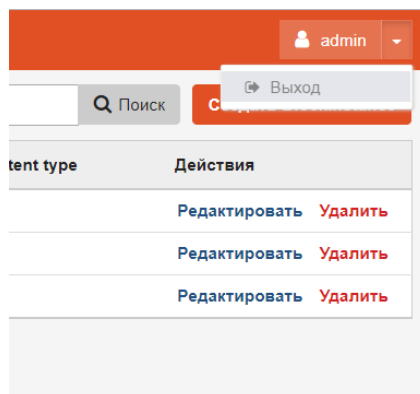 admin
Выход
Поиск
tent type Действия
Редактировать Удалить
Редактировать Удалить
Редактировать Удалить